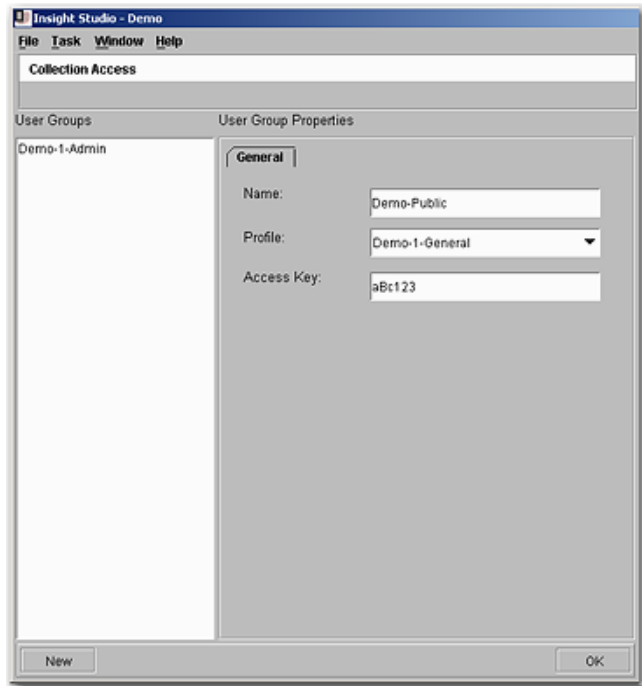 Insight Studio - Demo
File Task Window Help
Collection Access
User Groups
User Group Properties
Demo-1-Admin
General
Name:
Demo-Public
Profile:
Demo-1-General
Access Key:
aBc123
New
OK